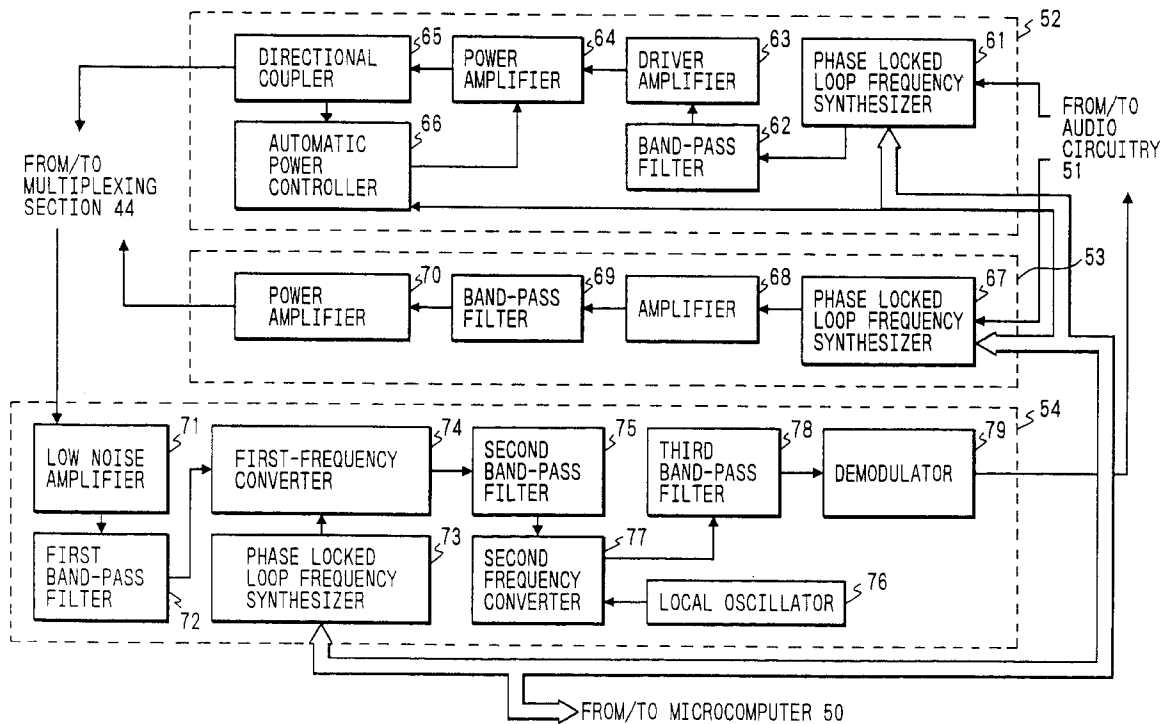 52
65
DIRECTIONAL
COUPLER
64
POWER
AMPLIFIER
63
DRIVER
AMPLIFIER
61
PHASE LOCKED
LOOP FREQUENCY
SYNTHESIZER
66
AUTOMATIC
POWER
CONTROLLER
62
BAND-PASS
FILTER
FROM/TO
AUDIO
CIRCUITRY
51
FROM/TO
MULTIPLEXING
SECTION 44
53
70
POWER
AMPLIFIER
69
BAND-PASS
FILTER
68
AMPLIFIER
67
PHASE LOCKED
LOOP FREQUENCY
SYNTHESIZER
54
71
LOW NOISE
AMPLIFIER
74
FIRST-FREQUENCY
CONVERTER
75
SECOND
BAND-PASS
FILTER
78
THIRD
BAND-PASS
FILTER
79
DEMODULATOR
FIRST
BAND-PASS
FILTER
72
73
PHASE LOCKED
LOOP FREQUENCY
SYNTHESIZER
77
SECOND
FREQUENCY
CONVERTER
76
LOCAL OSCILLATOR
FROM/TO MICROCOMPUTER 50